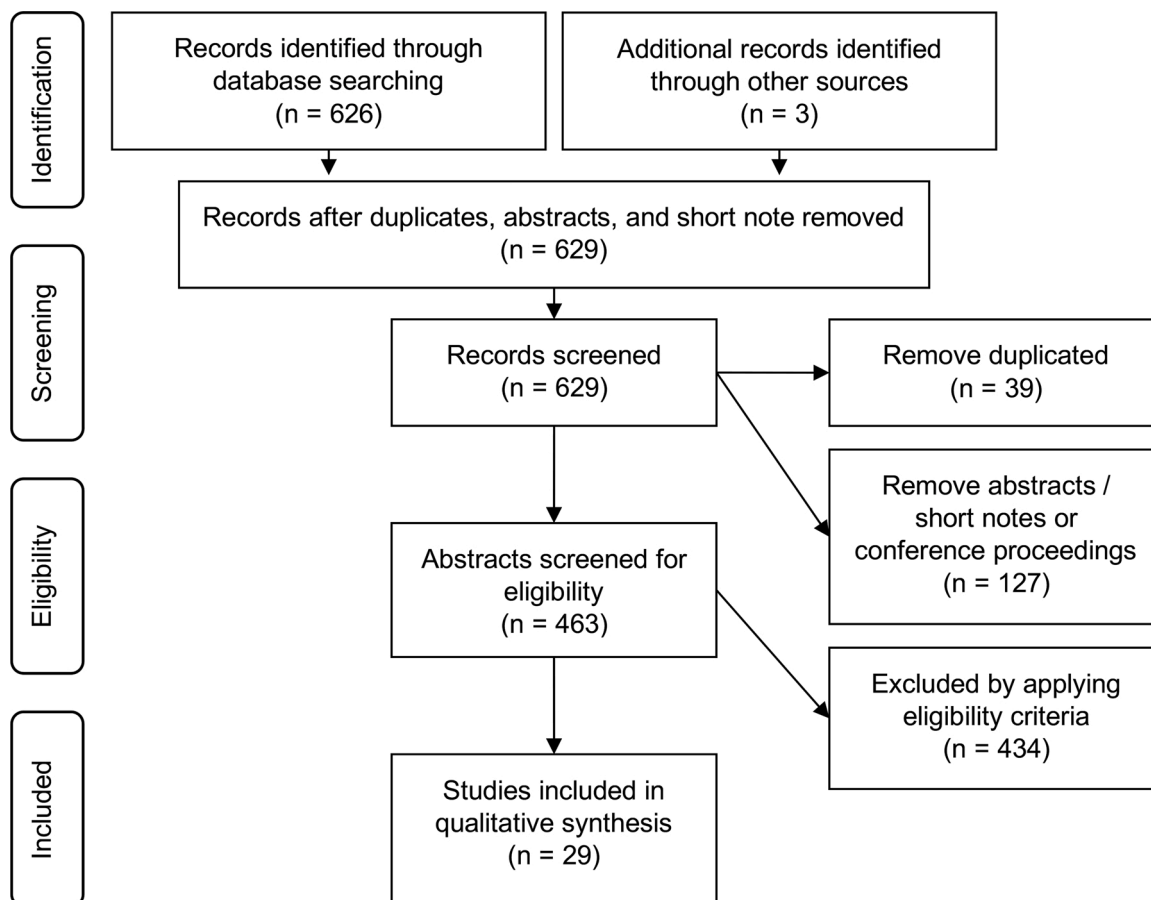 Identification
Records identified through
database searching
(n = 626)
Additional records identified
through other sources
(n = 3)
Records after duplicates, abstracts, and short note removed
(n = 629)
Screening
Records screened
(n = 629)
Remove duplicated
(n = 39)
Remove abstracts /
short notes or
conference proceedings
(n = 127)
Eligibility
Abstracts screened for
eligibility
(n = 463)
Excluded by applying
eligibility criteria
(n = 434)
Included
Studies included in
qualitative synthesis
(n = 29)